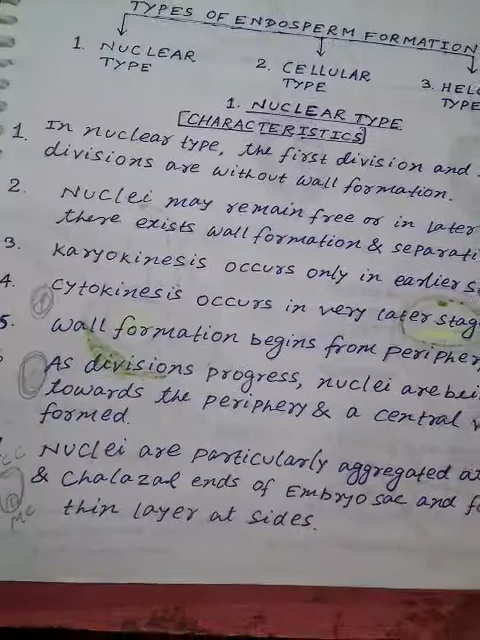 TYPES OF ENDOSPERM FORMATION
1. NUCLEAR TYPE
2. CELLULAR TYPE
3. HELO
TYPE
1. NUCLEAR TYPE
[CHARACTERISTICS]
1. In nuclear type, the first division and
divisions are without wall formation.
2. Nuclei may remain free or in later
there exists wall formation & separati
3. Karyokinesis occurs only in earlier s
4. Cytokinesis occurs in very later stag
5. Wall formation begins from peripher
As divisions progress, nuclei are bei
towards the periphery & a central v
formed.
Nuclei are particularly aggregated at
& Chalazal ends of Embryo sac and fo
thin layer at sides.